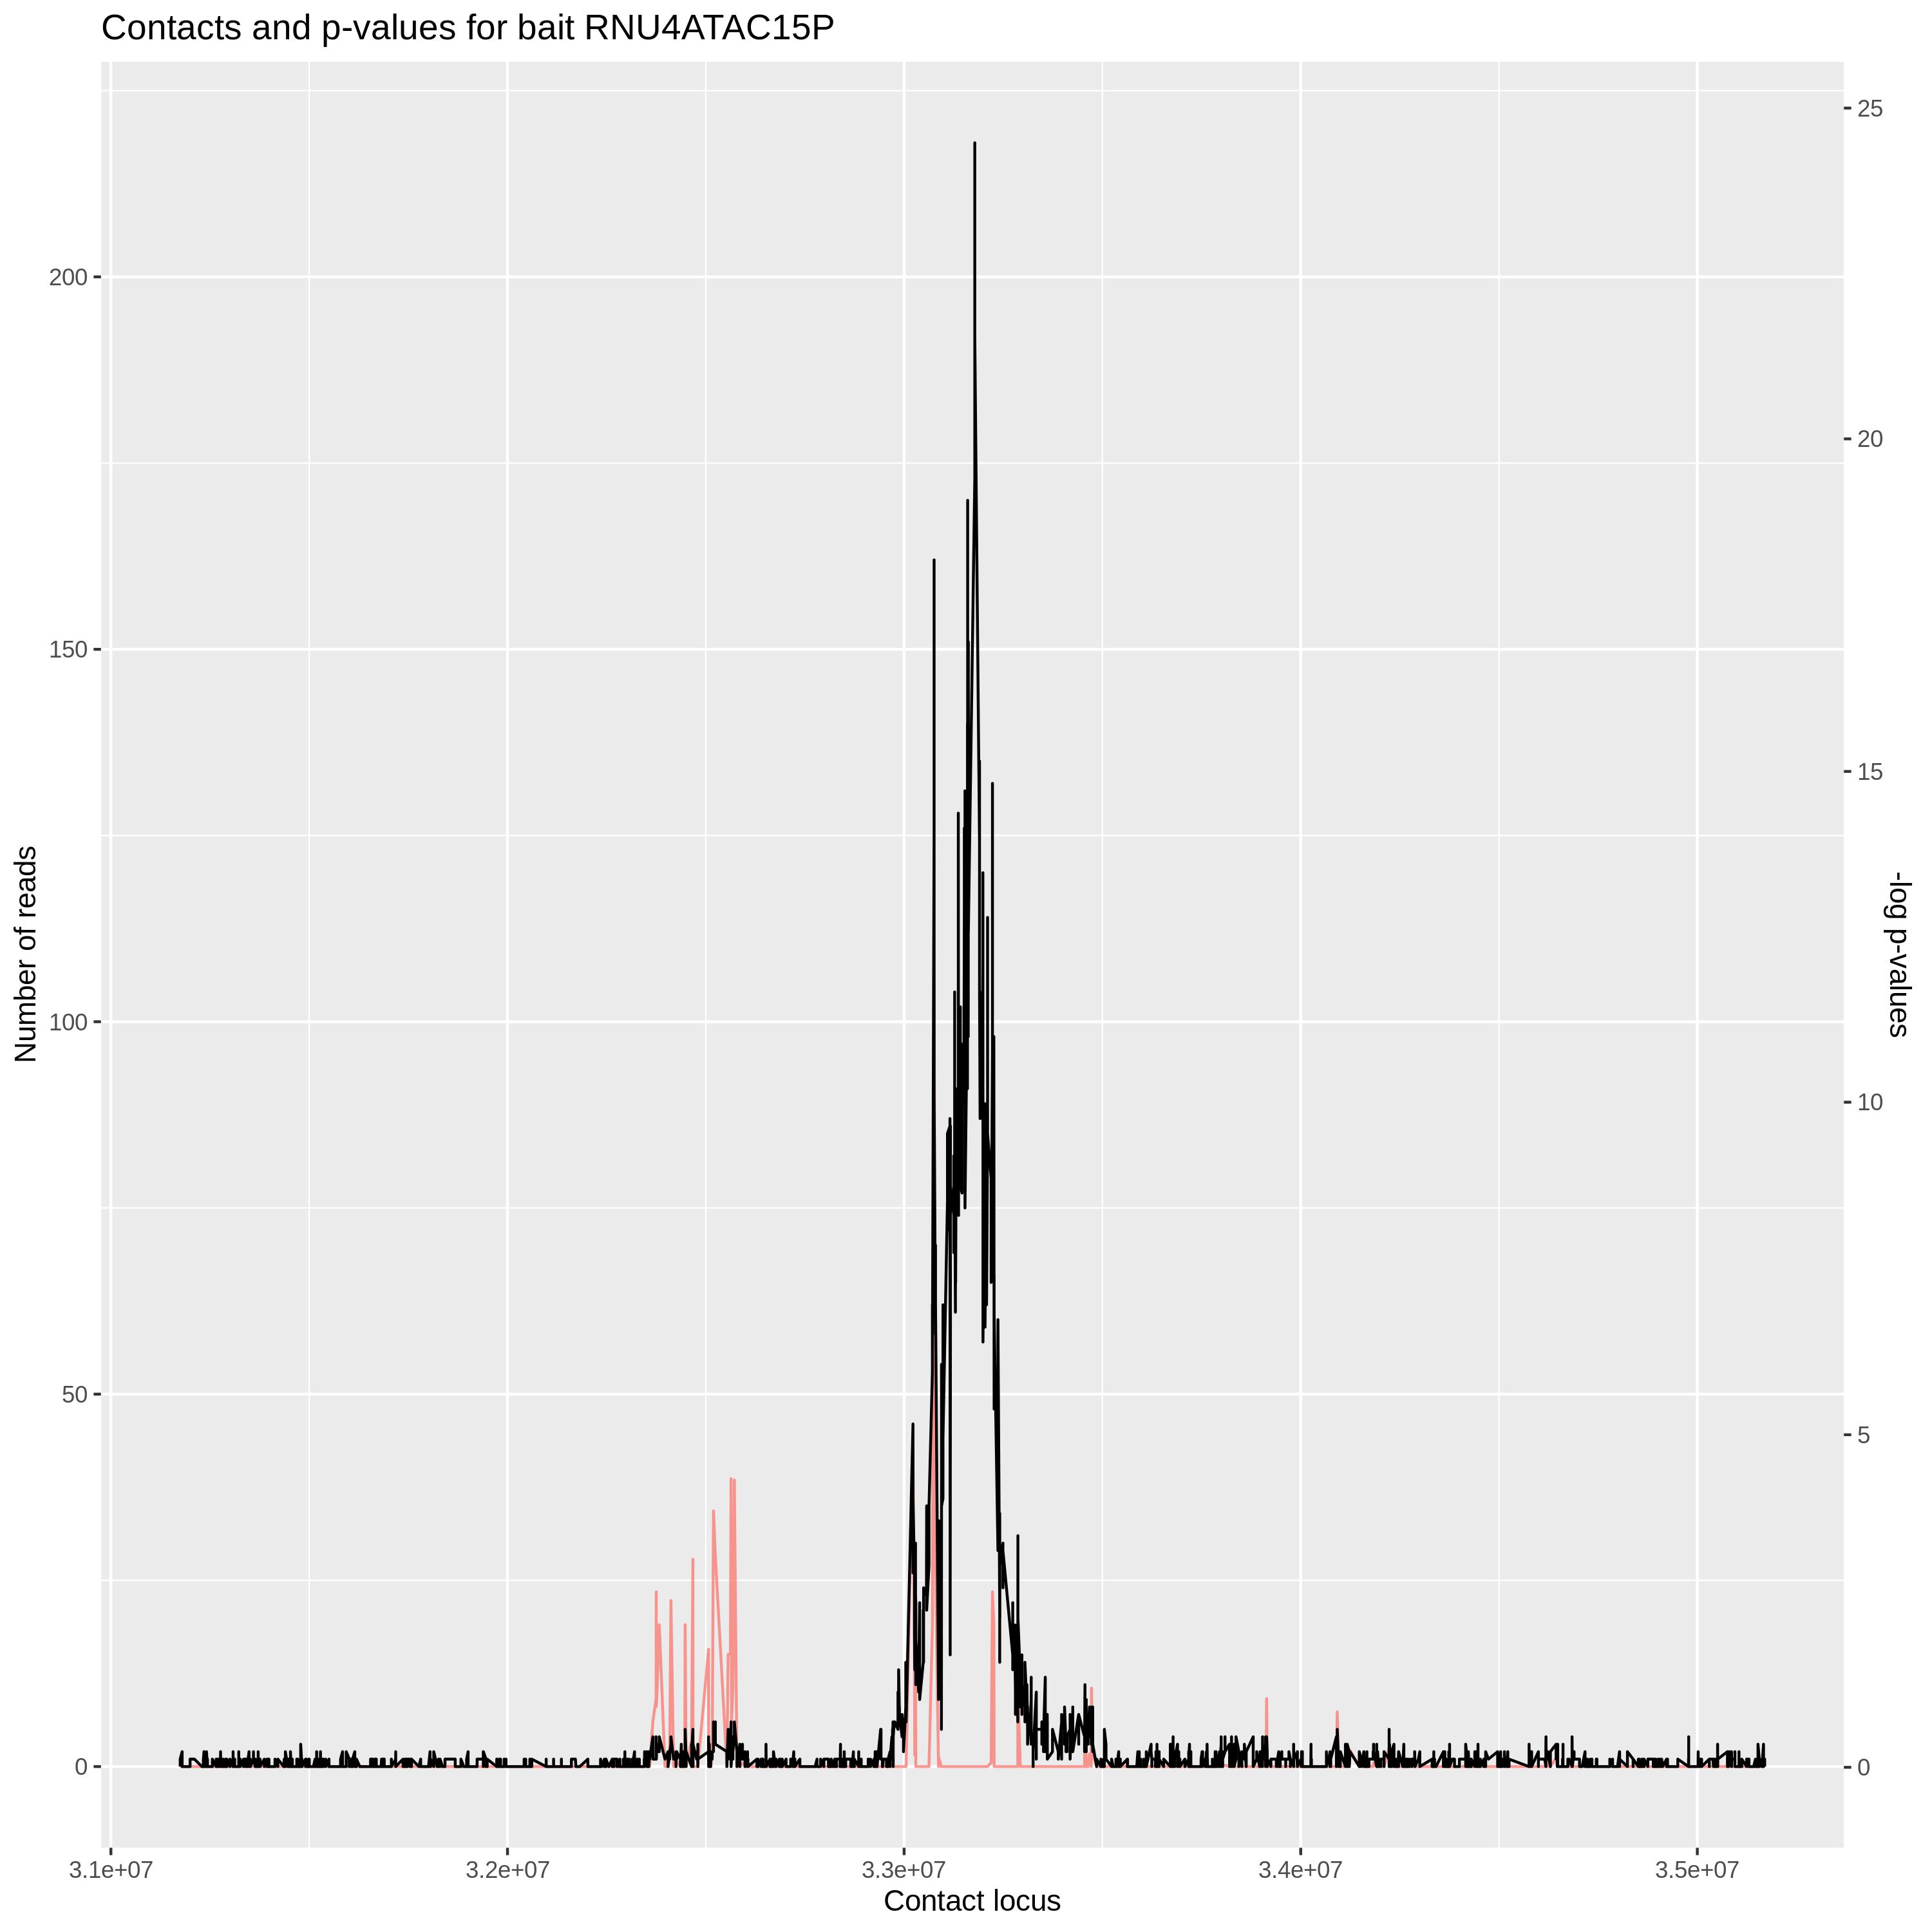 Contacts and p-values for bait RNU4ATAC15P
25
200
20
150
15
Number of reads
-log p-values
100
10
50
5
0
0
3.1e+07 3.2e+07 3.3e+07 3.4e+07 3.5e+07
Contact locus